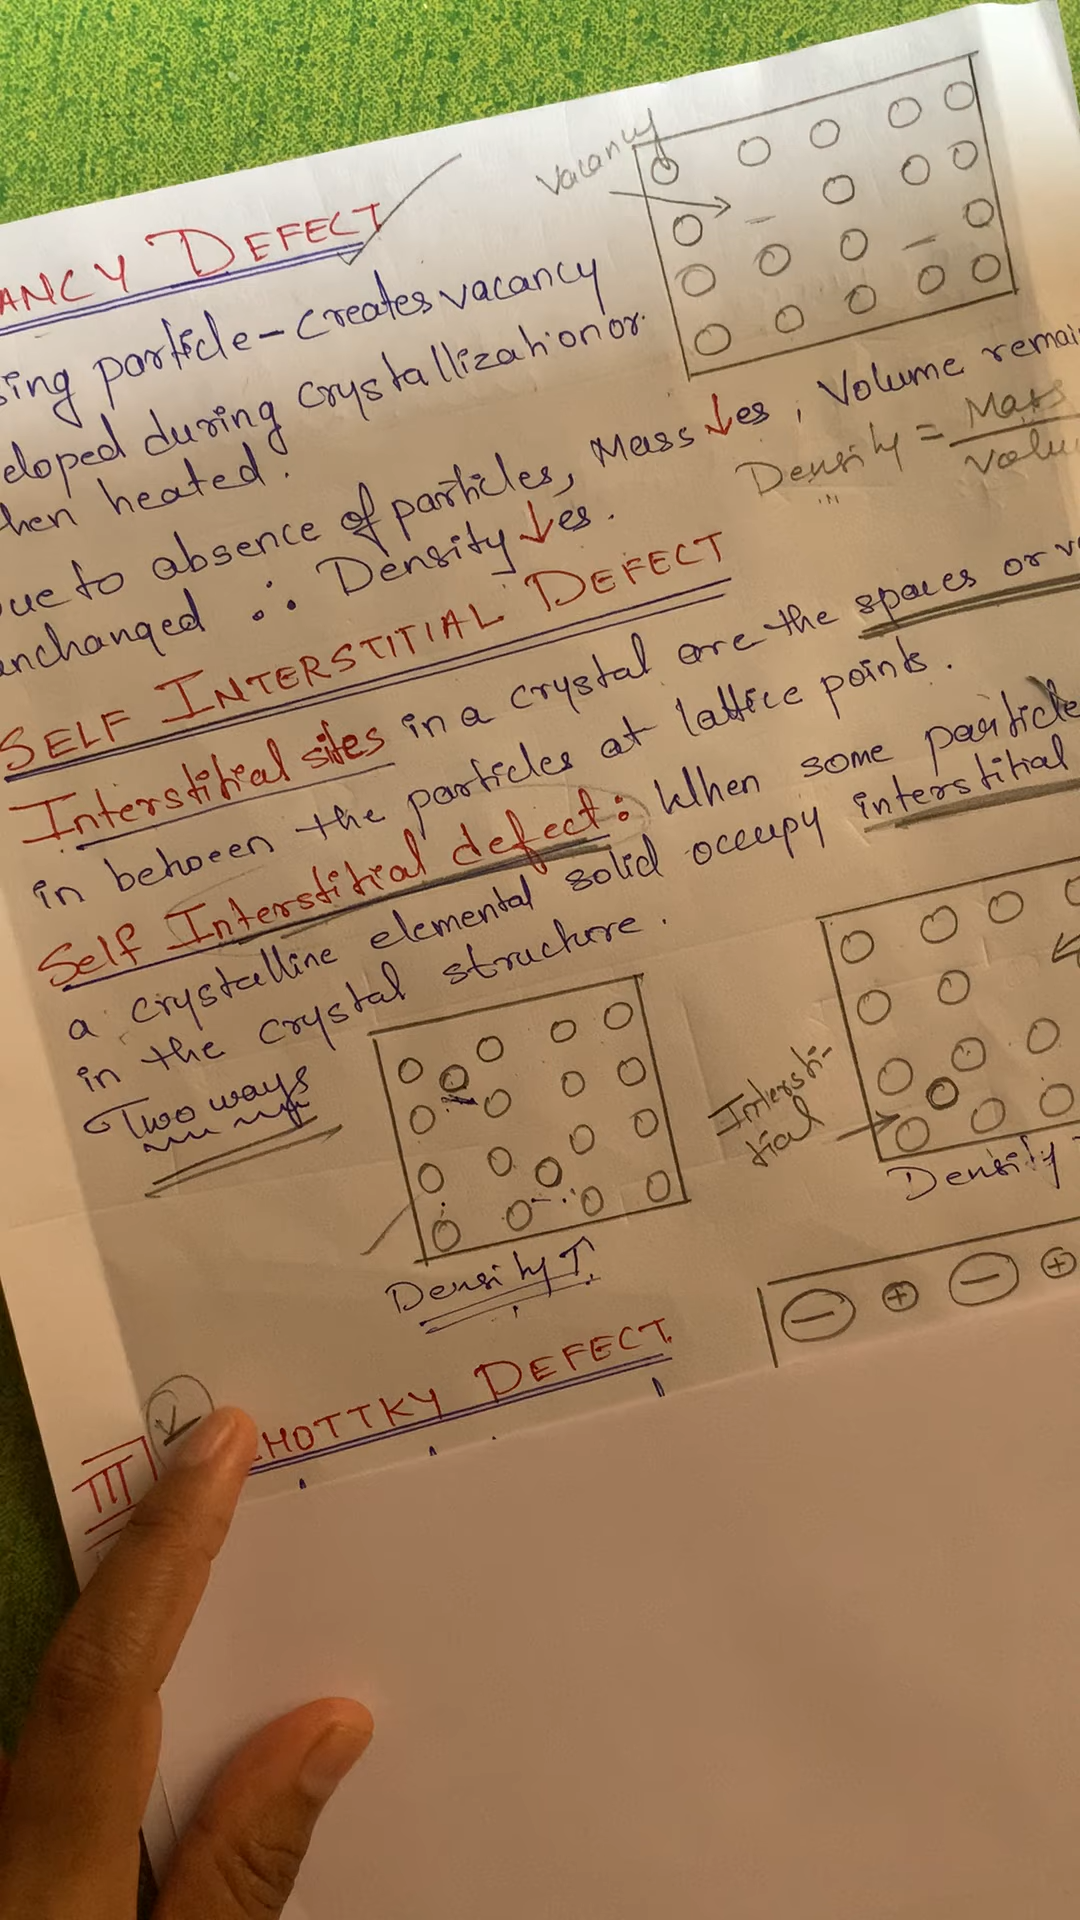 Vacancy
ANCY DEFECT
sing particle - creates vacancy
eloped during crystallization or
hen heated.
ue to absence of particles, Mass ↓es, Volume remai
unchanged ∴ Density ↓es.
Density = Mass
Volu
SELF INTERSTITIAL DEFECT
Interstitial sites in a crystal are the spaces or v
in between the particles at lattice points.
Self Interstitial defect: When some particle
a crystalline elemental solid occupy interstitial
in the crystal structure.
Two ways
Intersti-
tial
Density ↑.
Density
III
HOTTKY DEFECT
− + − +